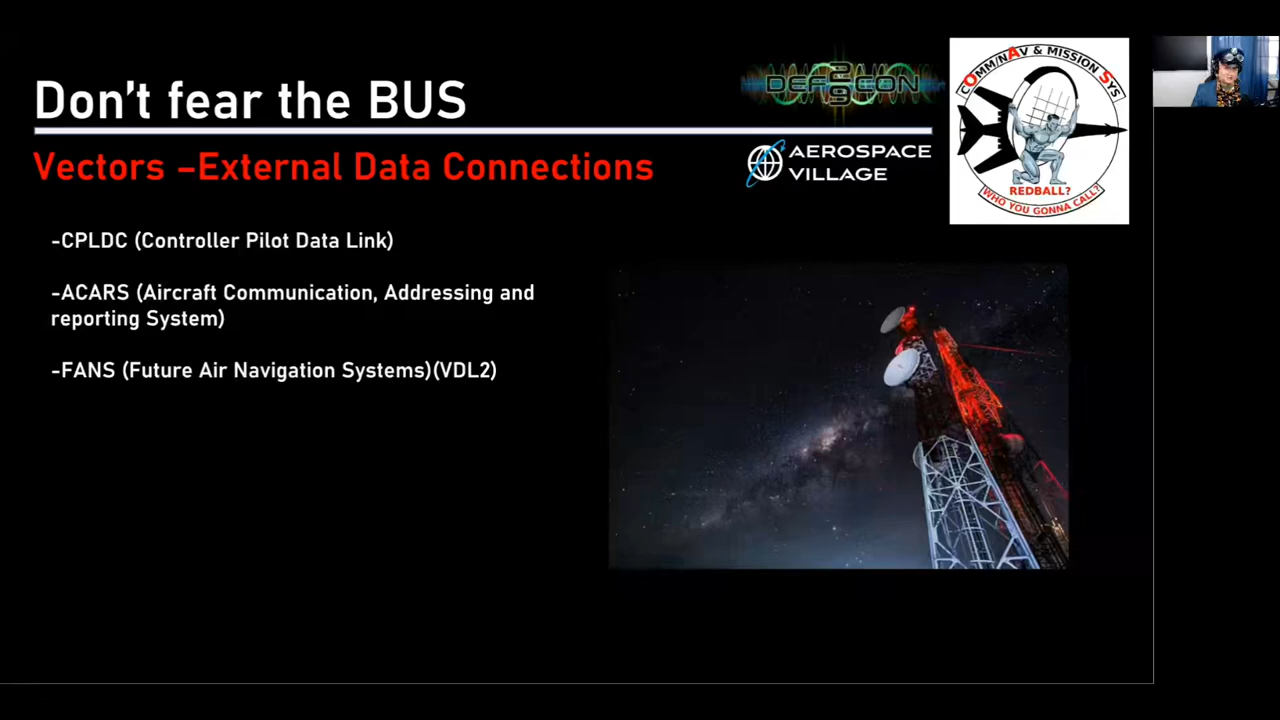 Don't fear the BUS
Vectors –External Data Connections
-CPLDC (Controller Pilot Data Link)
-ACARS (Aircraft Communication, Addressing and
reporting System)
-FANS (Future Air Navigation Systems)(VDL2)
DEF CON
29
AEROSPACE
VILLAGE
COMM/NAV & MISSION SYS
REDBALL?
WHO YOU GONNA CALL?